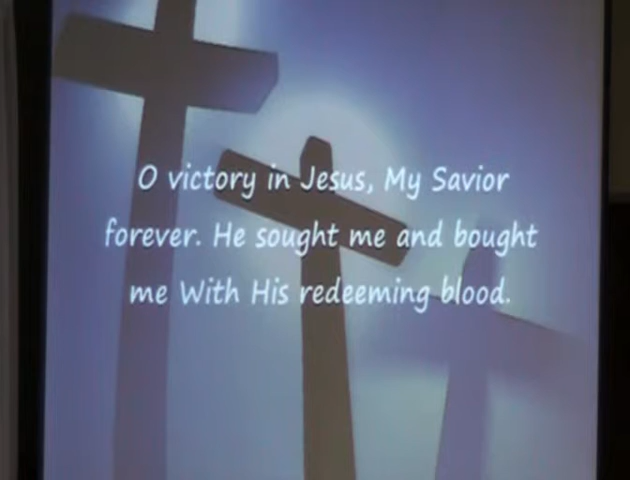 O victory in Jesus, My Savior
forever. He sought me and bought
me With His redeeming blood.